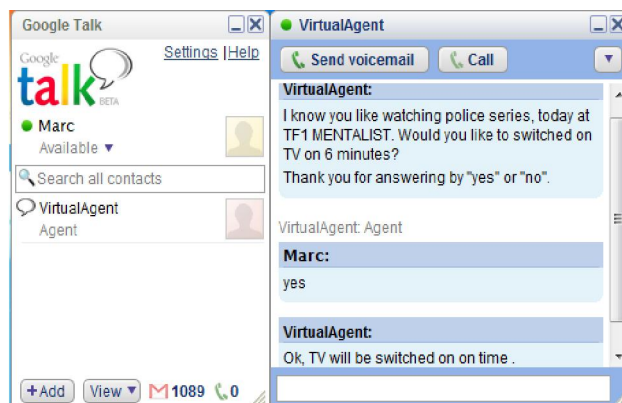 Google Talk
Settings | Help
Google
talk
BETA
Marc
Available
Search all contacts
VirtualAgent
Agent
+Add
View
1089
0
VirtualAgent
Send voicemail
Call
VirtualAgent:
I know you like watching police series, today at
TF1 MENTALIST. Would you like to switched on
TV on 6 minutes?
Thank you for answering by "yes" or "no".
VirtualAgent: Agent
Marc:
yes
VirtualAgent:
Ok, TV will be switched on on time .